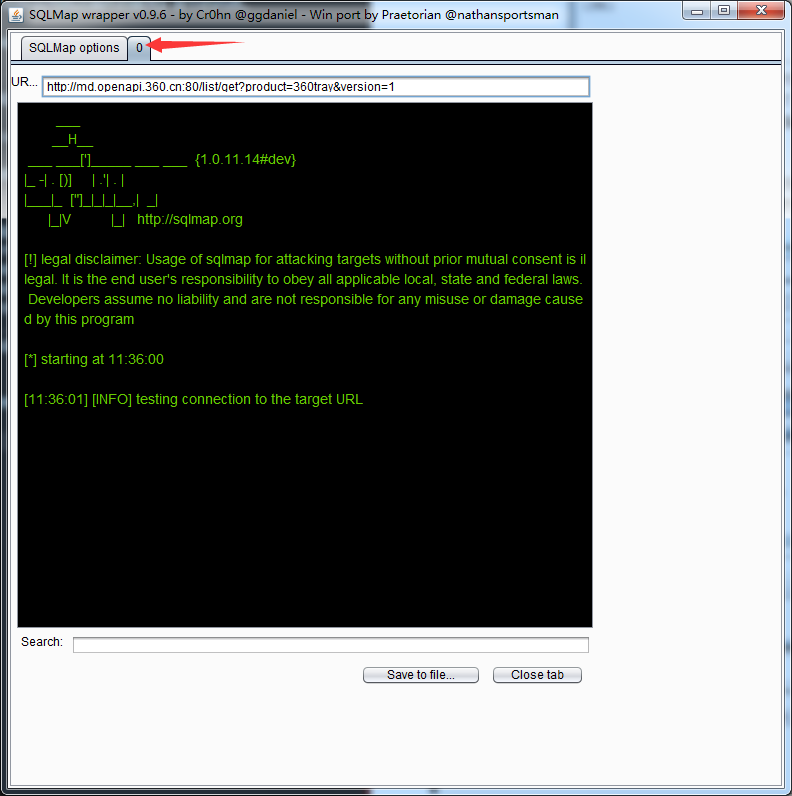 SQLMap wrapper v0.9.6 - by Cr0hn @ggdaniel - Win port by Praetorian @nathansportsman
SQLMap options 0
UR... http://md.openapi.360.cn:80/list/get?product=360tray&version=1
___
__H__
___ ___[']_____ ___ ___ {1.0.11.14#dev}
|_ -| . [)] | .'| . |
|___|_ ["]_|_|_|__,| _|
|_|V |_| http://sqlmap.org
[!] legal disclaimer: Usage of sqlmap for attacking targets without prior mutual consent is il
legal. It is the end user's responsibility to obey all applicable local, state and federal laws.
Developers assume no liability and are not responsible for any misuse or damage cause
d by this program
[*] starting at 11:36:00
[11:36:01] [INFO] testing connection to the target URL
Search:
Save to file... Close tab